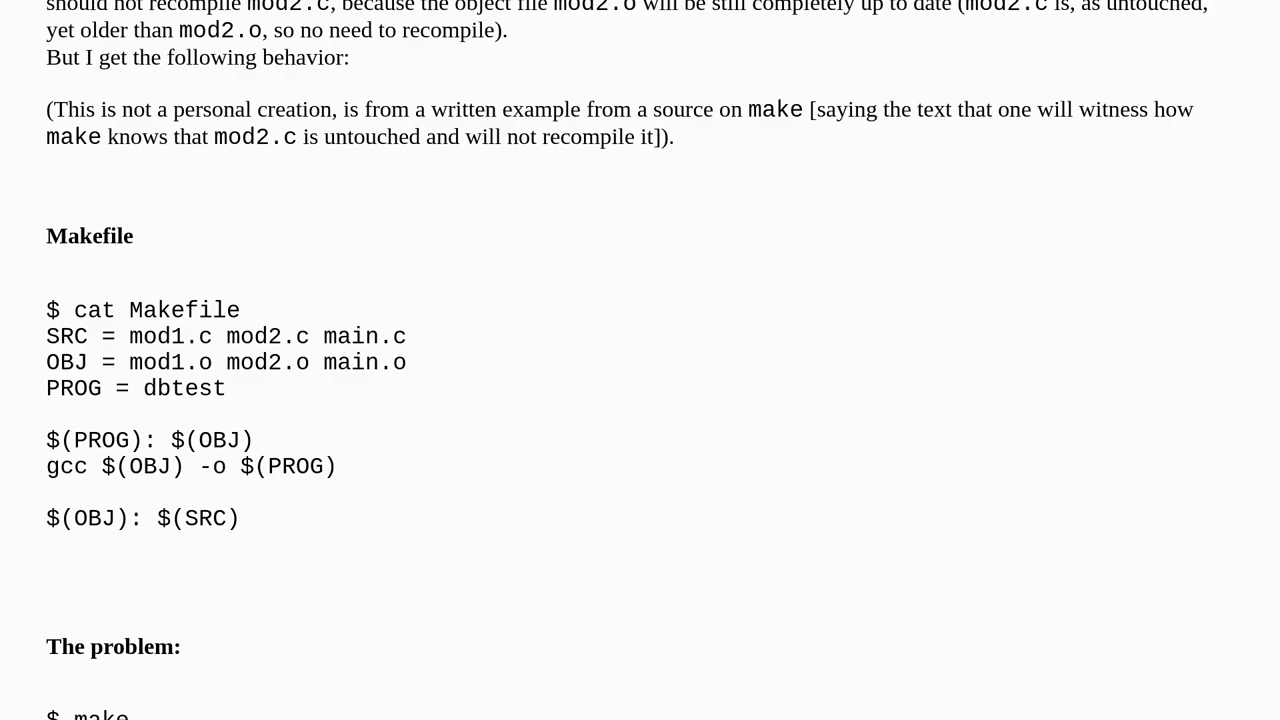 should not recompile mod2.c, because the object file mod2.o will be still completely up to date (mod2.c is, as untouched,
yet older than mod2.o, so no need to recompile).
But I get the following behavior:
(This is not a personal creation, is from a written example from a source on make [saying the text that one will witness how
make knows that mod2.c is untouched and will not recompile it]).
Makefile
$ cat Makefile
SRC = mod1.c mod2.c main.c
OBJ = mod1.o mod2.o main.o
PROG = dbtest
$(PROG): $(OBJ)
gcc $(OBJ) -o $(PROG)
$(OBJ): $(SRC)
The problem:
$ make